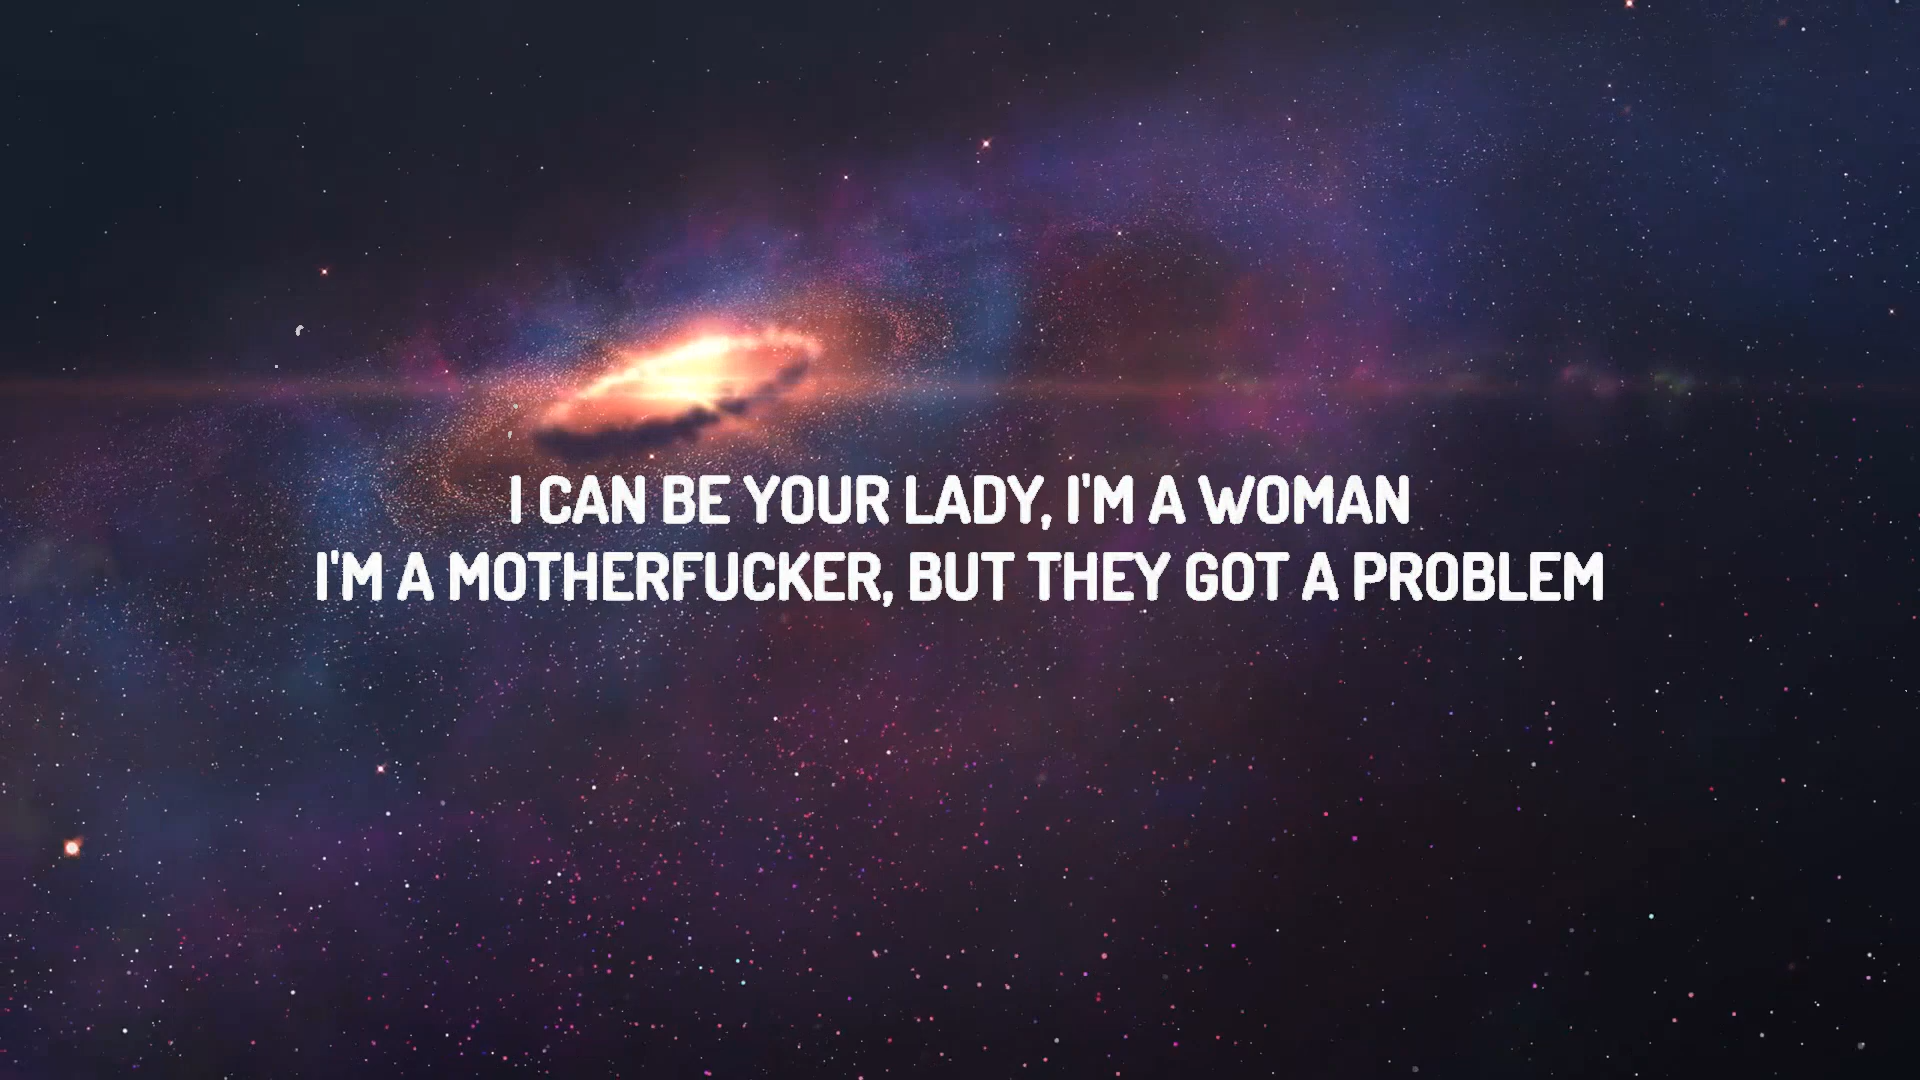 I CAN BE YOUR LADY, I'M A WOMAN
I'M A MOTHERFUCKER, BUT THEY GOT A PROBLEM